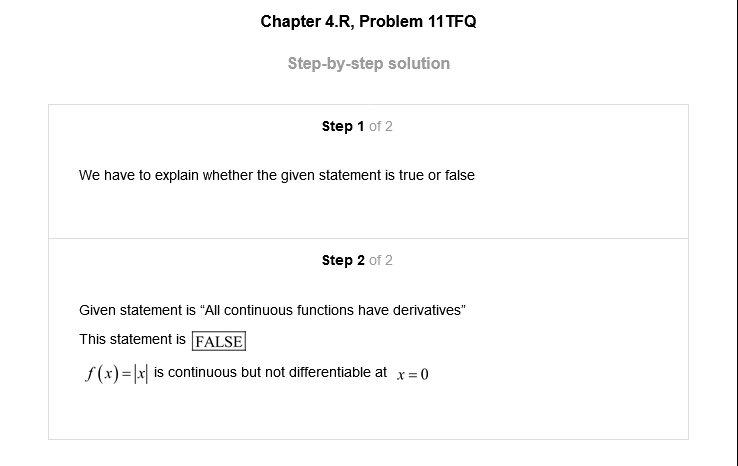 Chapter 4.R, Problem 11TFQ
Step-by-step solution
Step 1 of 2
We have to explain whether the given statement is true or false
Step 2 of 2
Given statement is “All continuous functions have derivatives”
This statement is FALSE
f(x)=|x| is continuous but not differentiable at x=0